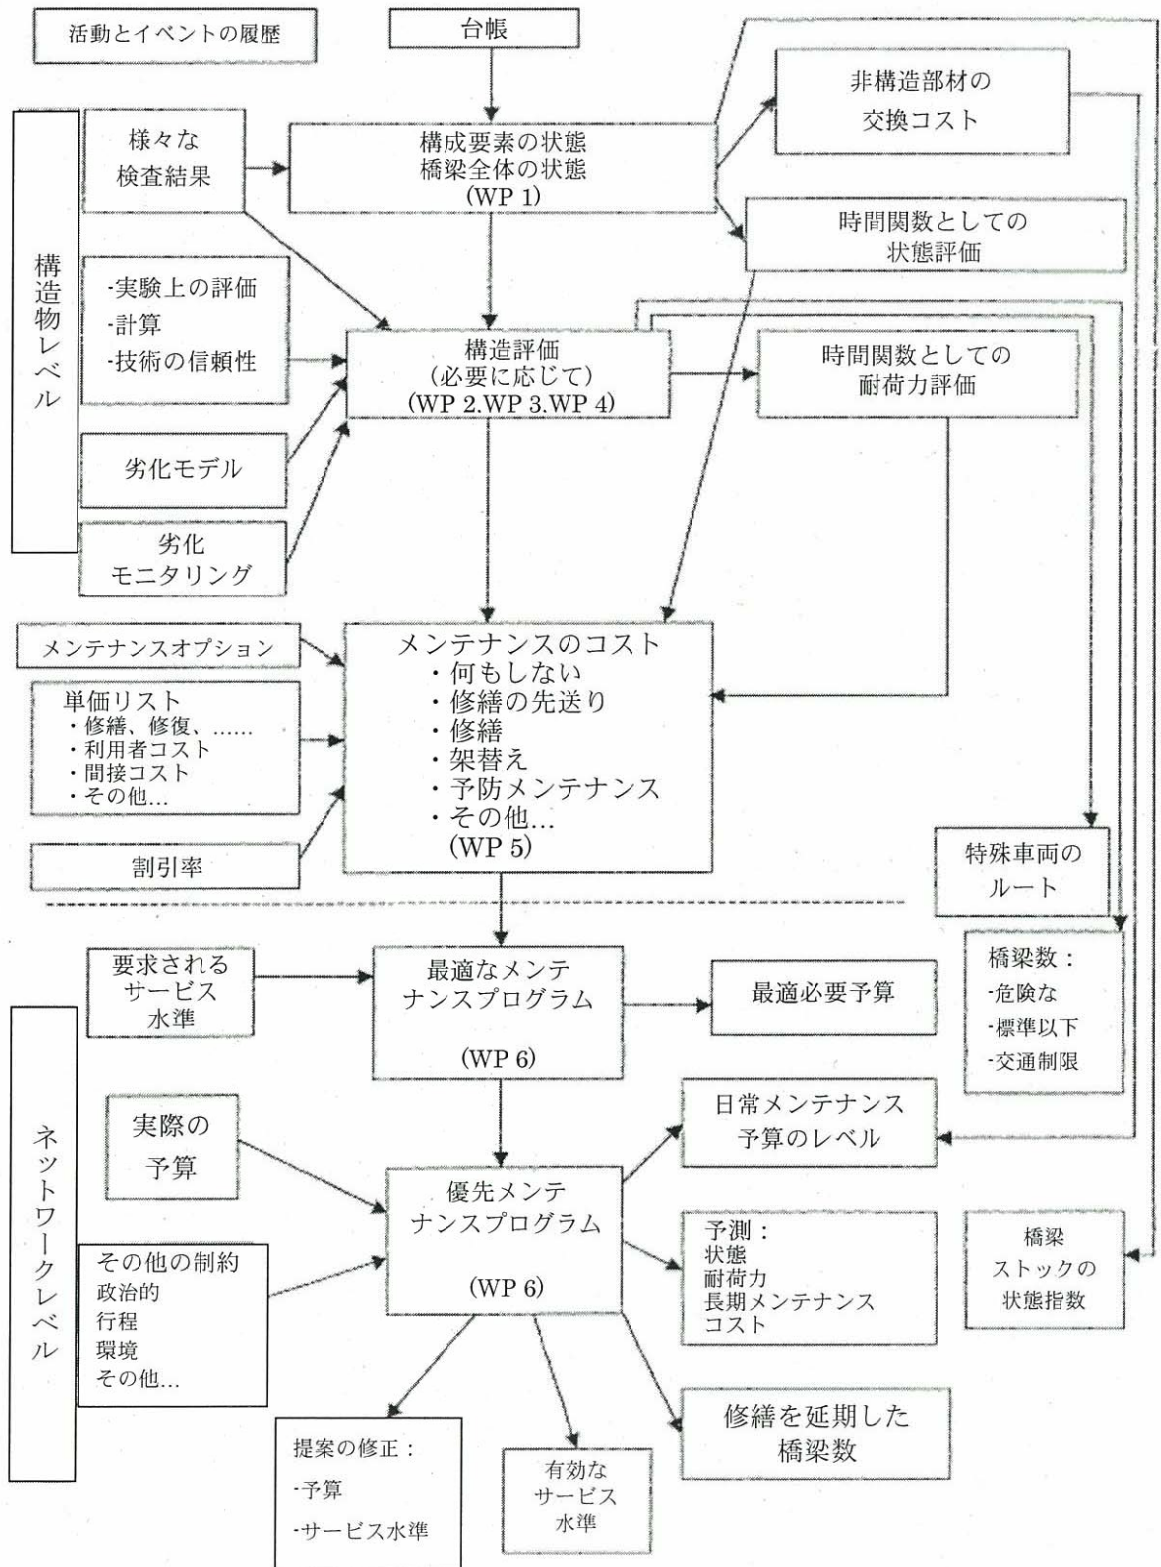 活動とイベントの履歴
台帳
非構造部材の
交換コスト
様々な
検査結果
構成要素の状態
橋梁全体の状態
(WP 1)
時間関数としての
状態評価
構造物レベル
-実験上の評価
-計算
-技術の信頼性
構造評価
(必要に応じて)
(WP 2.WP 3.WP 4)
時間関数としての
耐荷力評価
劣化モデル
劣化
モニタリング
メンテナンスオプション
単価リスト
・修繕、修復、……
・利用者コスト
・間接コスト
・その他…
割引率
メンテナンスのコスト
・何もしない
・修繕の先送り
・修繕
・架替え
・予防メンテナンス
・その他…
(WP 5)
特殊車両の
ルート
要求される
サービス
水準
最適なメンテ
ナンスプログラム
(WP 6)
最適必要予算
橋梁数：
-危険な
-標準以下
-交通制限
ネットワークレベル
実際の
予算
優先メンテ
ナンスプログラム
(WP 6)
日常メンテナンス
予算のレベル
その他の制約
政治的
行程
環境
その他…
予測：
状態
耐荷力
長期メンテナンス
コスト
橋梁
ストックの
状態指数
提案の修正：
-予算
-サービス水準
有効な
サービス
水準
修繕を延期した
橋梁数